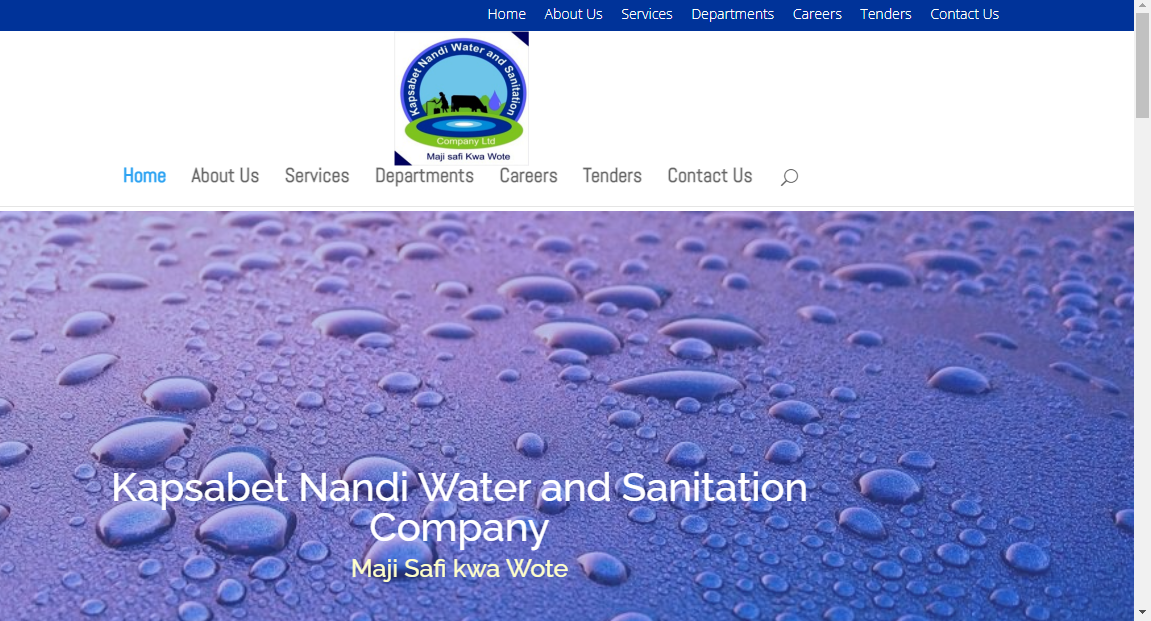 Home About Us Services Departments Careers Tenders Contact Us
Kapsabet Nandi Water and Sanitation
Company Ltd
Maji safi Kwa Wote
Home About Us Services Departments Careers Tenders Contact Us
Kapsabet Nandi Water and Sanitation
Company
Maji Safi kwa Wote